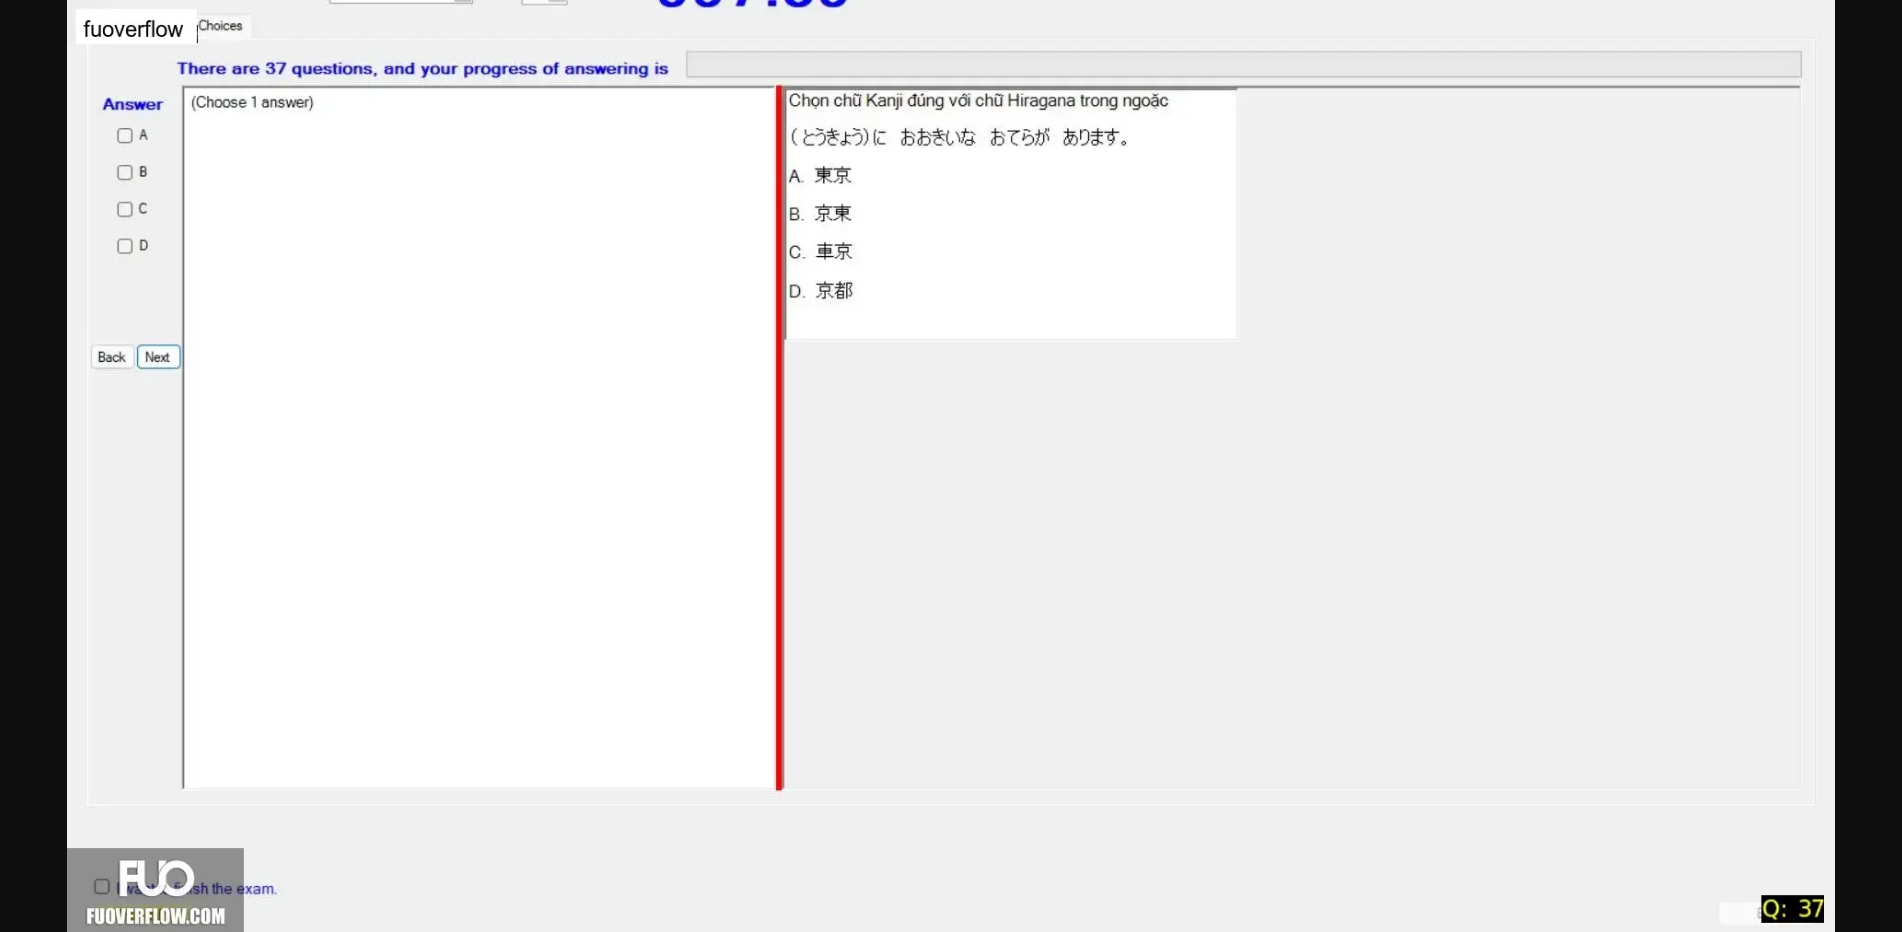 fuoverflow
Choices
There are 37 questions, and your progress of answering is
Answer
(Choose 1 answer)
A
B
C
D
Back
Next
Chọn chữ Kanji đúng với chữ Hiragana trong ngoặc
(とうきょう)に おおきいな おてらが あります。
A. 東京
B. 京東
C. 車京
D. 京都
FUO
FUOVERFLOW.COM
sh the exam.
Q: 37